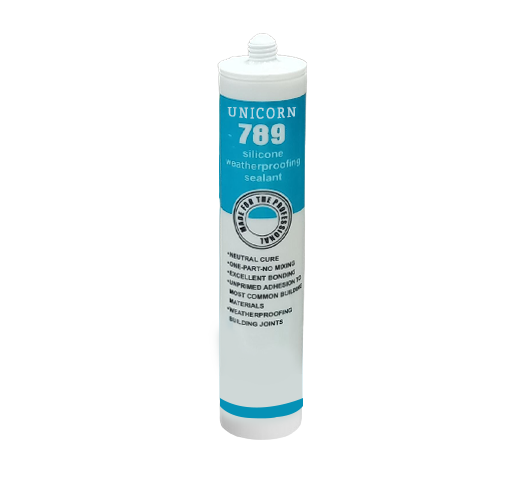 UNICORN
789
silicone
weatherproofing
sealant
MADE FOR THE PROFESSIONAL
•NEUTRAL CURE
•ONE-PART-NO MIXING
•EXCELLENT BONDING
•UNPRIMED ADHESION TO
MOST COMMON BUILDING
MATERIALS
•WEATHERPROOFING
BUILDING JOINTS